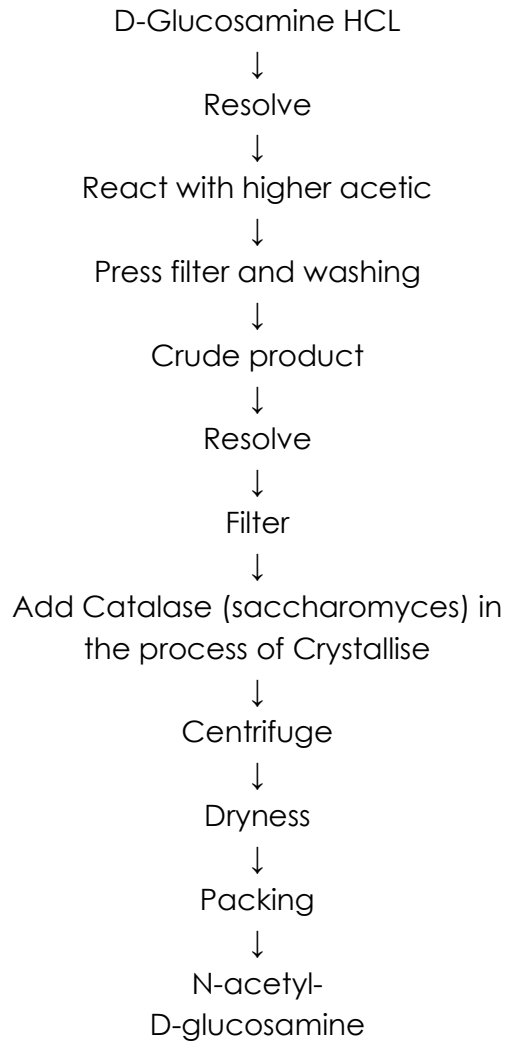 D-Glucosamine HCL
↓
Resolve
↓
React with higher acetic
↓
Press filter and washing
↓
Crude product
↓
Resolve
↓
Filter
↓
Add Catalase (saccharomyces) in
the process of Crystallise
↓
Centrifuge
↓
Dryness
↓
Packing
↓
N-acetyl-
D-glucosamine